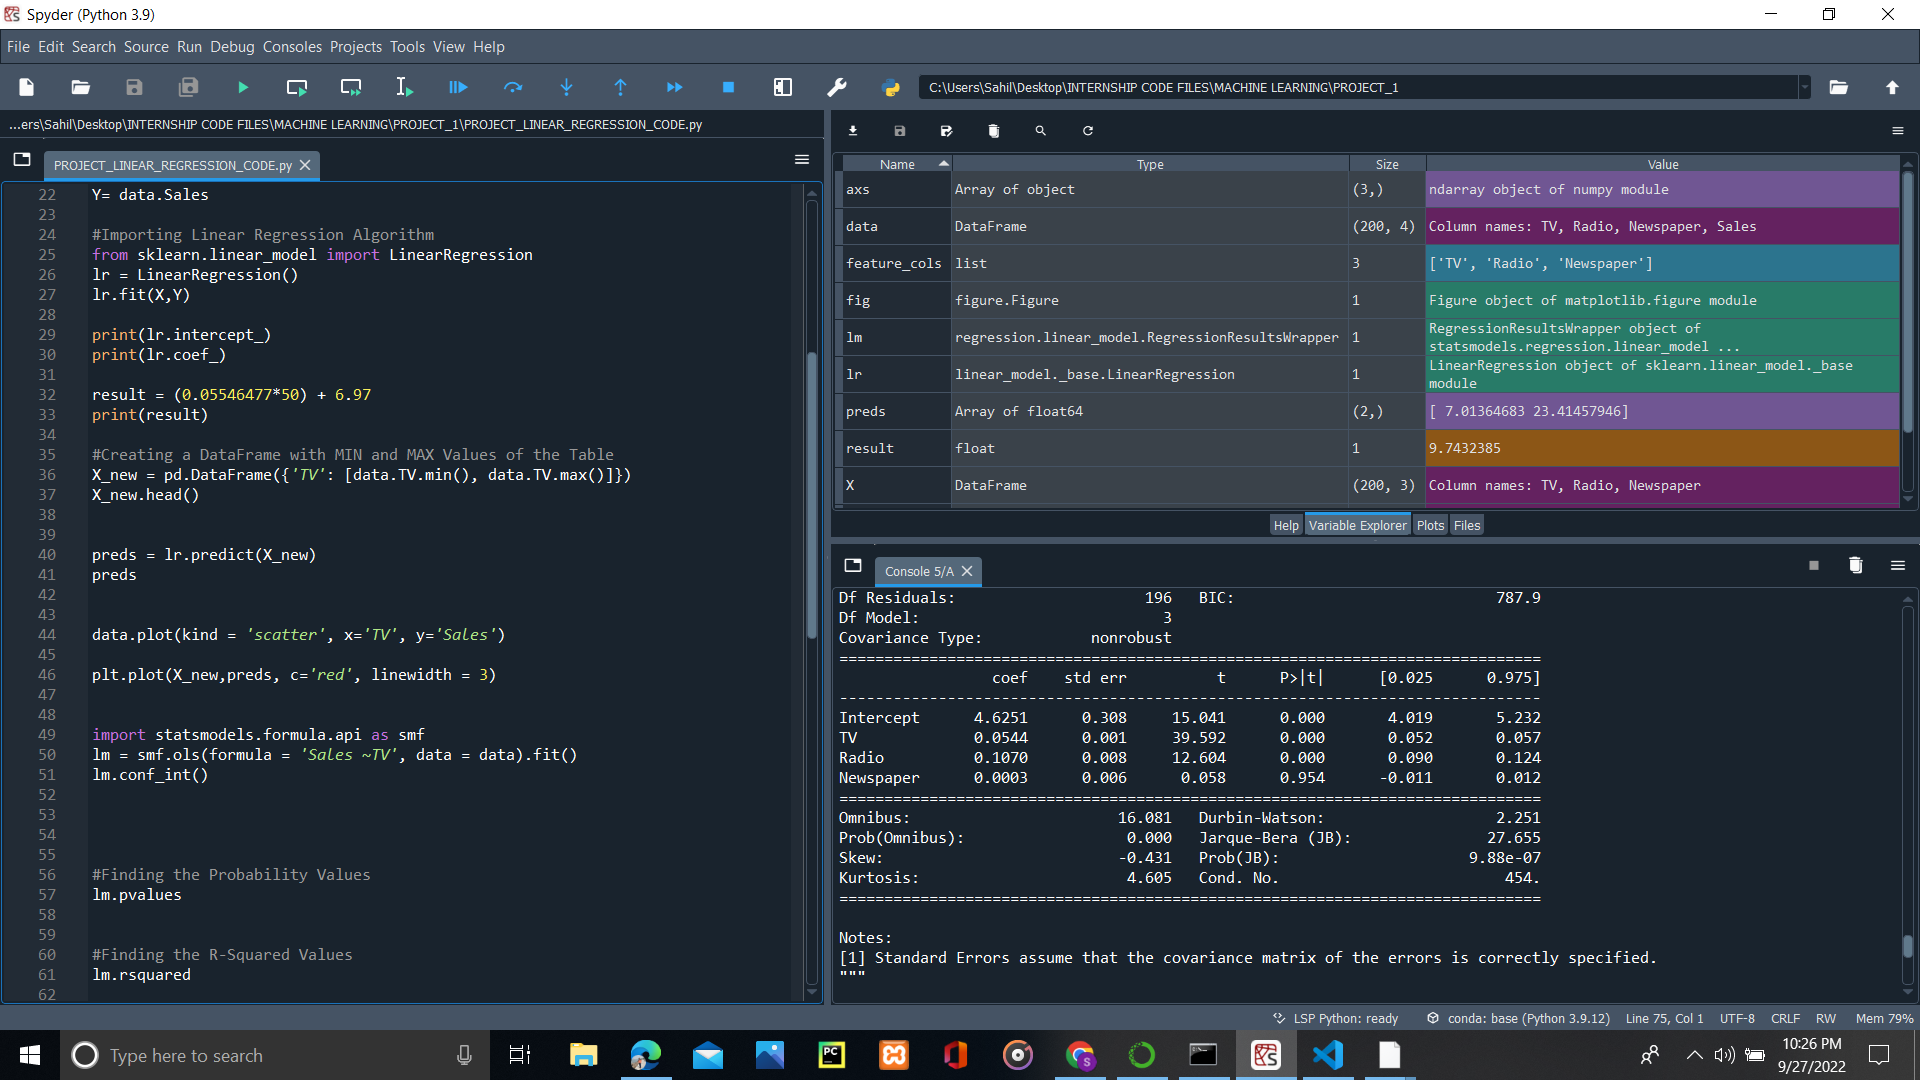 Spyder (Python 3.9)
File Edit Search Source Run Debug Consoles Projects Tools View Help
C:\Users\Sahil\Desktop\INTERNSHIP CODE FILES\MACHINE LEARNING\PROJECT_1
...ers\Sahil\Desktop\INTERNSHIP CODE FILES\MACHINE LEARNING\PROJECT_1\PROJECT_LINEAR_REGRESSION_CODE.py
PROJECT_LINEAR_REGRESSION_CODE.py
22 Y= data.Sales
23
24 #Importing Linear Regression Algorithm
25 from sklearn.linear_model import LinearRegression
26 lr = LinearRegression()
27 lr.fit(X,Y)
28
29 print(lr.intercept_)
30 print(lr.coef_)
31
32 result = (0.05546477*50) + 6.97
33 print(result)
34
35 #Creating a DataFrame with MIN and MAX Values of the Table
36 X_new = pd.DataFrame({'TV': [data.TV.min(), data.TV.max()]})
37 X_new.head()
38
39
40 preds = lr.predict(X_new)
41 preds
42
43
44 data.plot(kind = 'scatter', x='TV', y='Sales')
45
46 plt.plot(X_new,preds, c='red', linewidth = 3)
47
48
49 import statsmodels.formula.api as smf
50 lm = smf.ols(formula = 'Sales ~TV', data = data).fit()
51 lm.conf_int()
52
53
54
55
56 #Finding the Probability Values
57 lm.pvalues
58
59
60 #Finding the R-Squared Values
61 lm.rsquared
62
Name Type Size Value
axs Array of object (3,) ndarray object of numpy module
data DataFrame (200, 4) Column names: TV, Radio, Newspaper, Sales
feature_cols list 3 ['TV', 'Radio', 'Newspaper']
fig figure.Figure 1 Figure object of matplotlib.figure module
lm regression.linear_model.RegressionResultsWrapper 1 RegressionResultsWrapper object of
statsmodels.regression.linear_model ...
lr linear_model._base.LinearRegression 1 LinearRegression object of sklearn.linear_model._base
module
preds Array of float64 (2,) [ 7.01364683 23.41457946]
result float 1 9.7432385
X DataFrame (200, 3) Column names: TV, Radio, Newspaper
Help Variable Explorer Plots Files
Console 5/A
Df Residuals: 196 BIC: 787.9
Df Model: 3
Covariance Type: nonrobust
==============================================================================
coef std err t P>|t| [0.025 0.975]
------------------------------------------------------------------------------
Intercept 4.6251 0.308 15.041 0.000 4.019 5.232
TV 0.0544 0.001 39.592 0.000 0.052 0.057
Radio 0.1070 0.008 12.604 0.000 0.090 0.124
Newspaper 0.0003 0.006 0.058 0.954 -0.011 0.012
==============================================================================
Omnibus: 16.081 Durbin-Watson: 2.251
Prob(Omnibus): 0.000 Jarque-Bera (JB): 27.655
Skew: -0.431 Prob(JB): 9.88e-07
Kurtosis: 4.605 Cond. No. 454.
==============================================================================
Notes:
[1] Standard Errors assume that the covariance matrix of the errors is correctly specified.
"""
LSP Python: ready conda: base (Python 3.9.12) Line 75, Col 1 UTF-8 CRLF RW Mem 79%
Type here to search
PC
S
10:26 PM
9/27/2022